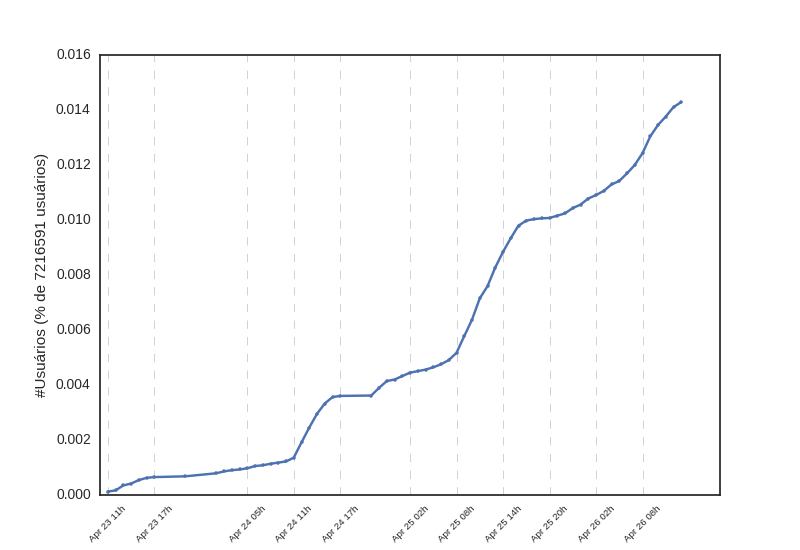 0.016
0.014
0.012
0.010
0.008
0.006
0.004
0.002
0.000
#Usuários (% de 7216591 usuários)
Apr 23 11h
Apr 23 17h
Apr 24 05h
Apr 24 11h
Apr 24 17h
Apr 25 02h
Apr 25 08h
Apr 25 14h
Apr 25 20h
Apr 26 02h
Apr 26 08h